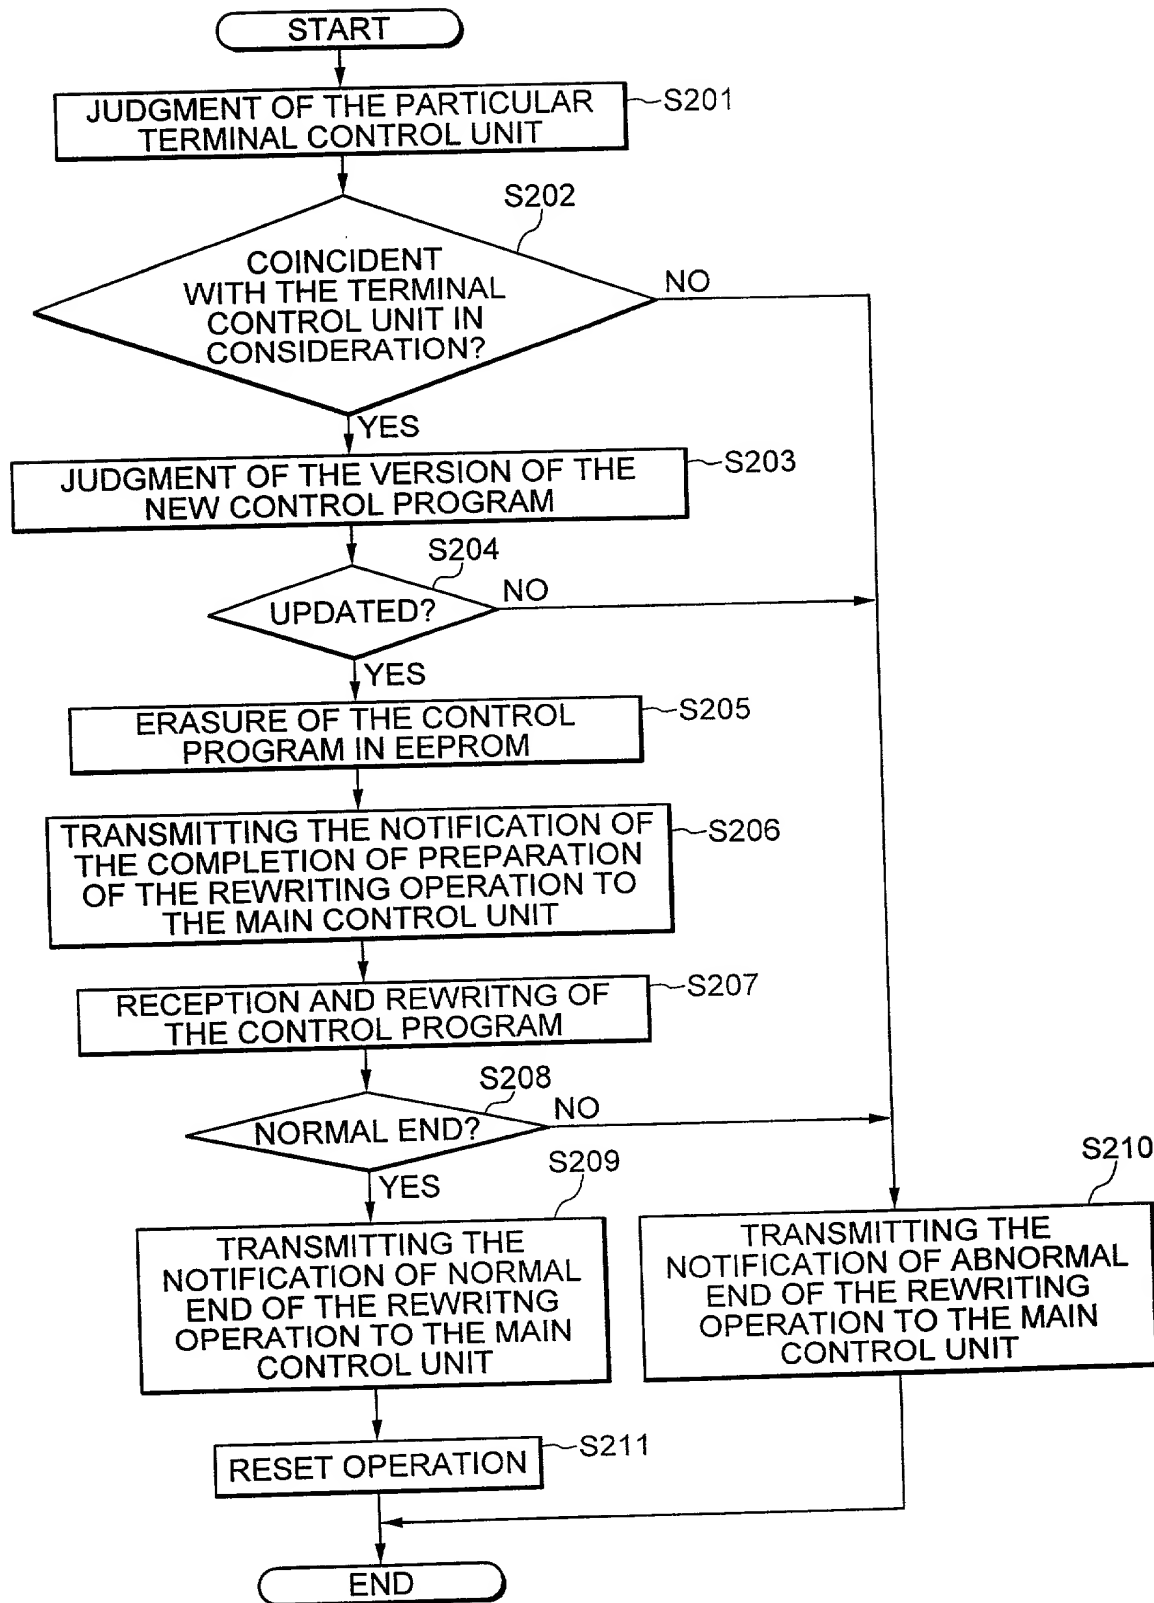 START
JUDGMENT OF THE PARTICULAR
TERMINAL CONTROL UNIT
S201
S202
COINCIDENT
WITH THE TERMINAL
CONTROL UNIT IN
CONSIDERATION?
NO
YES
JUDGMENT OF THE VERSION OF THE
NEW CONTROL PROGRAM
S203
S204
UPDATED?
NO
YES
ERASURE OF THE CONTROL
PROGRAM IN EEPROM
S205
TRANSMITTING THE NOTIFICATION OF
THE COMPLETION OF PREPARATION
OF THE REWRITING OPERATION TO
THE MAIN CONTROL UNIT
S206
RECEPTION AND REWRITNG OF
THE CONTROL PROGRAM
S207
S208
NORMAL END?
NO
YES
S209
TRANSMITTING THE
NOTIFICATION OF NORMAL
END OF THE REWRITNG
OPERATION TO THE MAIN
CONTROL UNIT
S210
TRANSMITTING THE
NOTIFICATION OF ABNORMAL
END OF THE REWRITING
OPERATION TO THE MAIN
CONTROL UNIT
RESET OPERATION
S211
END